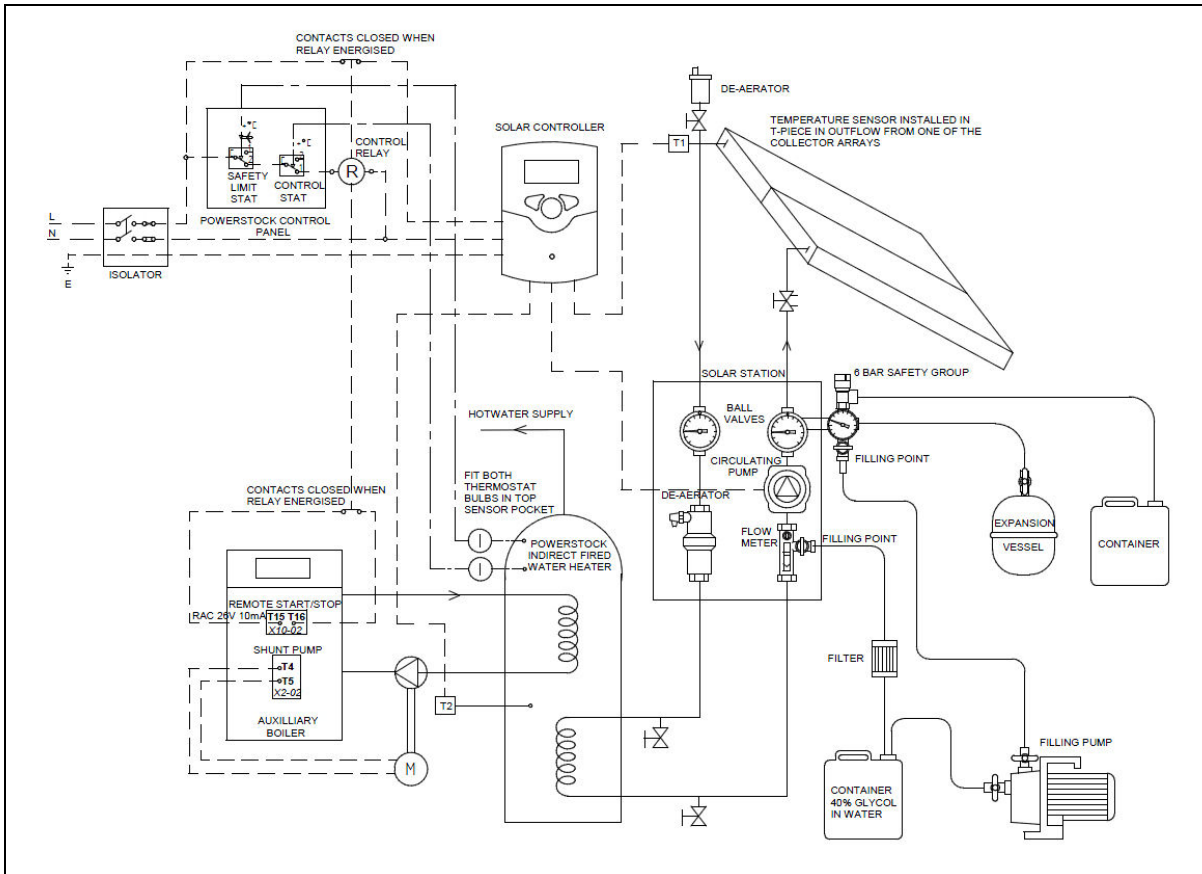 CONTACTS CLOSED WHEN
RELAY ENERGISED
DE-AERATOR
TEMPERATURE SENSOR INSTALLED IN
T-PIECE IN OUTFLOW FROM ONE OF THE
COLLECTOR ARRAYS
SOLAR CONTROLLER
T1
CONTROL
RELAY
R
SAFETY
LIMIT
STAT
CONTROL
STAT
POWERSTOCK CONTROL
PANEL
L
N
E
ISOLATOR
SOLAR STATION
6 BAR SAFETY GROUP
BALL
VALVES
HOTWATER SUPPLY
FILLING POINT
CIRCULATING
PUMP
FIT BOTH
THERMOSTAT
BULBS IN TOP
SENSOR POCKET
CONTACTS CLOSED WHEN
RELAY ENERGISED
DE-AERATOR
EXPANSION
VESSEL
CONTAINER
FLOW
METER
FILLING POINT
POWERSTOCK
INDIRECT FIRED
WATER HEATER
I
I
REMOTE START/STOP
RAC 26V 10mA
T15 T16
X10-02
SHUNT PUMP
T4
T5
X2-02
FILTER
T2
AUXILLIARY
BOILER
M
FILLING PUMP
CONTAINER
40% GLYCOL
IN WATER